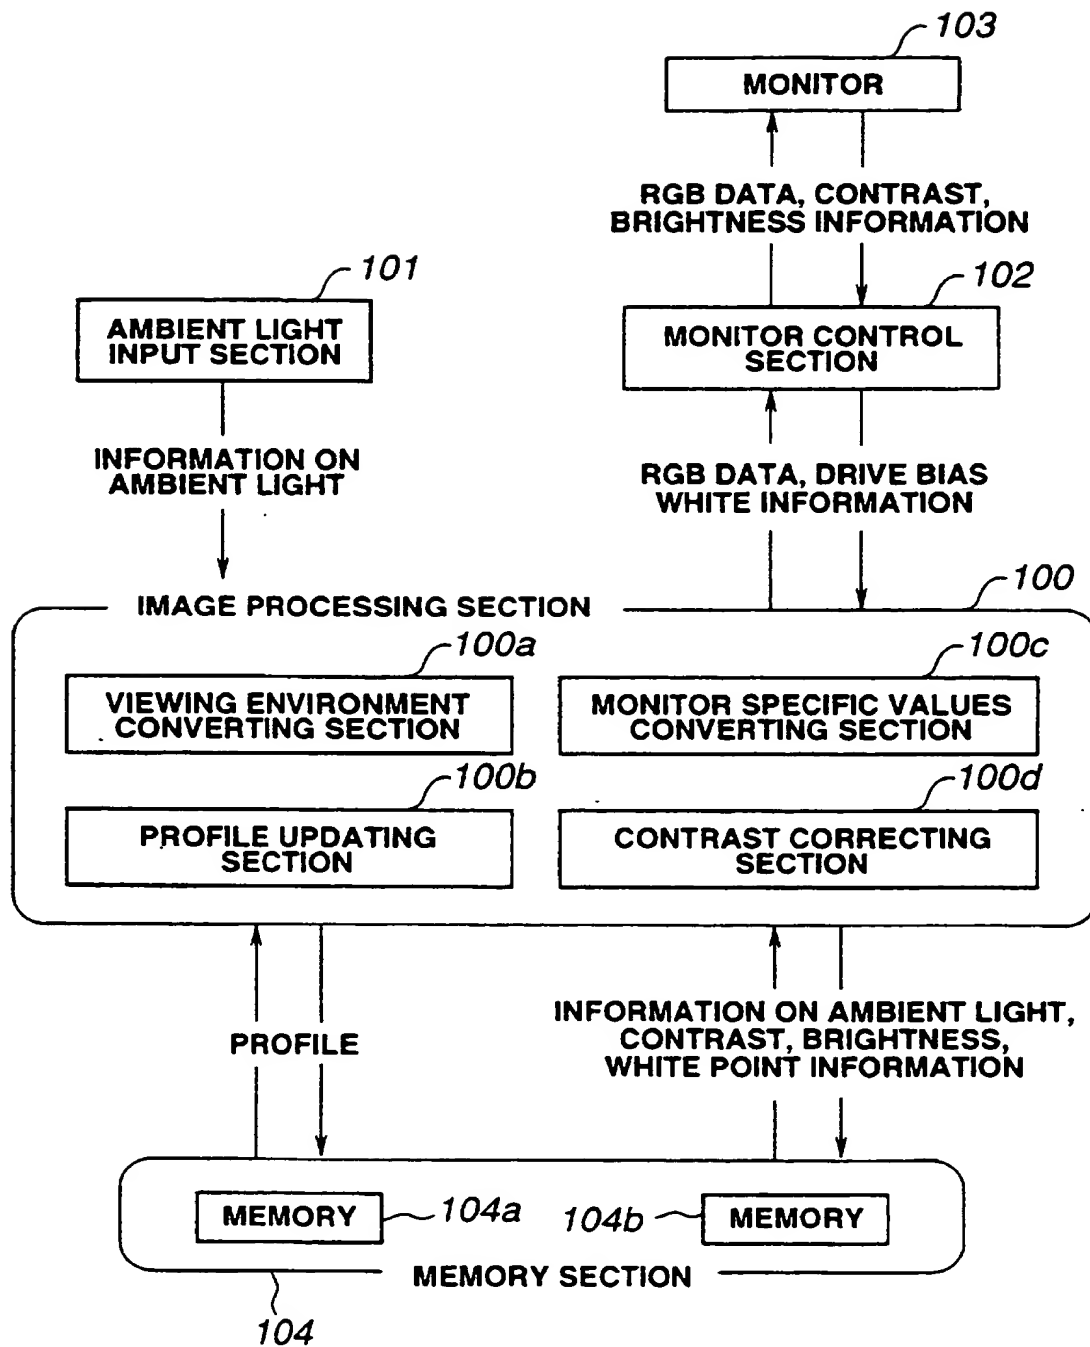 103
MONITOR
RGB DATA, CONTRAST,
BRIGHTNESS INFORMATION
101
102
AMBIENT LIGHT
INPUT SECTION
MONITOR CONTROL
SECTION
INFORMATION ON
AMBIENT LIGHT
RGB DATA, DRIVE BIAS
WHITE INFORMATION
100
IMAGE PROCESSING SECTION
100a
100c
VIEWING ENVIRONMENT
CONVERTING SECTION
MONITOR SPECIFIC VALUES
CONVERTING SECTION
100b
100d
PROFILE UPDATING
SECTION
CONTRAST CORRECTING
SECTION
PROFILE
INFORMATION ON AMBIENT LIGHT,
CONTRAST, BRIGHTNESS,
WHITE POINT INFORMATION
MEMORY
104a
104b
MEMORY
MEMORY SECTION
104